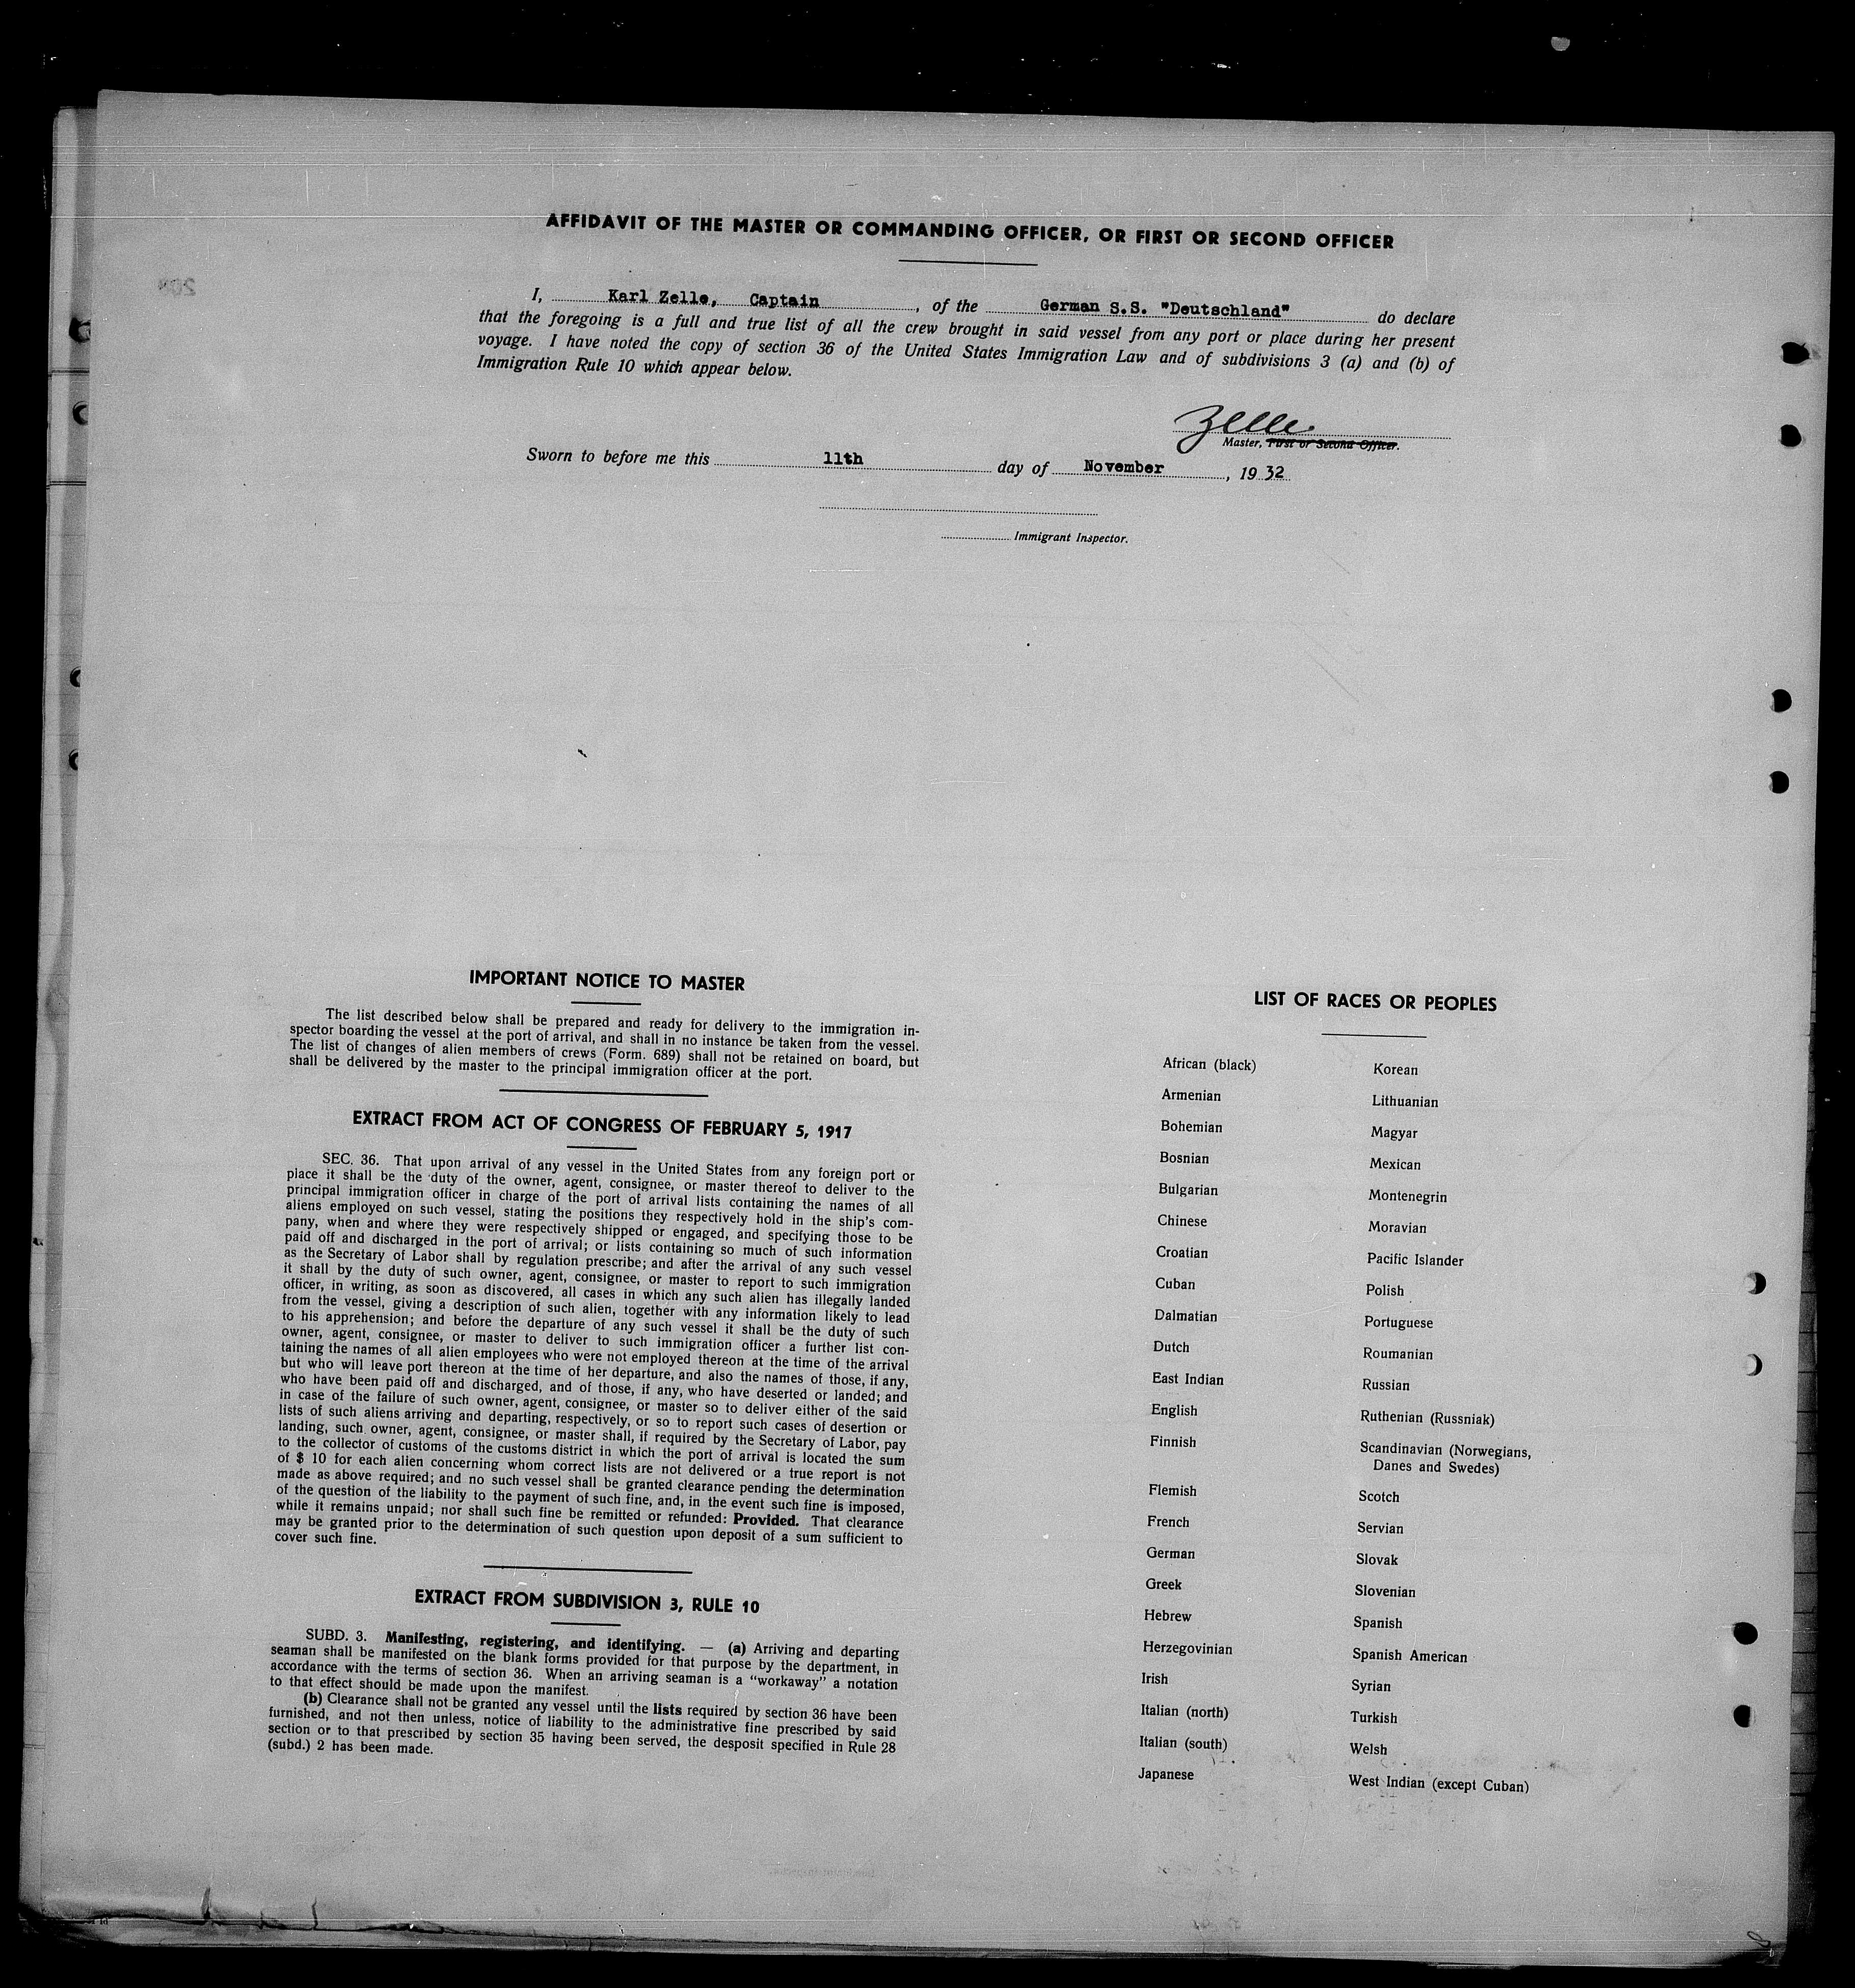 AFFIDAVIT OF THE MASTER OR COMMANDING OFFICER, OR FIRST OR SECOND OFFICER
I, Karl Zelle, Captain, of the German S.S. "Deutschland" do declare
that the foregoing is a full and true list of all the crew brought in said vessel from any port or place during her present
voyage. I have noted the copy of section 36 of the United States Immigration Law and of subdivisions 3 (a) and (b) of
Immigration Rule 10 which appear below.
Zelle
Master, First or Second Officer.
Sworn to before me this 11th day of November, 1932
Immigrant Inspector.
IMPORTANT NOTICE TO MASTER
The list described below shall be prepared and ready for delivery to the immigration in-
spector boarding the vessel at the port of arrival, and shall in no instance be taken from the vessel.
The list of changes of alien members of crews (Form. 689) shall not be retained on board, but
shall be delivered by the master to the principal immigration officer at the port.
EXTRACT FROM ACT OF CONGRESS OF FEBRUARY 5, 1917
SEC. 36. That upon arrival of any vessel in the United States from any foreign port or
place it shall be the duty of the owner, agent, consignee, or master thereof to deliver to the
principal immigration officer in charge of the port of arrival lists containing the names of all
aliens employed on such vessel, stating the positions they respectively hold in the ship's com-
pany, when and where they were respectively shipped or engaged, and specifying those to be
paid off and discharged in the port of arrival; or lists containing so much of such information
as the Secretary of Labor shall by regulation prescribe; and after the arrival of any such vessel
it shall by the duty of such owner, agent, consignee, or master to report to such immigration
officer, in writing, as soon as discovered, all cases in which any such alien has illegally landed
from the vessel, giving a description of such alien, together with any information likely to lead
to his apprehension; and before the departure of any such vessel it shall be the duty of such
owner, agent, consignee, or master to deliver to such immigration officer a further list con-
taining the names of all alien employees who were not employed thereon at the time of the arrival
but who will leave port thereon at the time of her departure, and also the names of those, if any,
who have been paid off and discharged, and of those, if any, who have deserted or landed; and
in case of the failure of such owner, agent, consignee, or master so to deliver either of the said
lists of such aliens arriving and departing, respectively, or so to report such cases of desertion or
landing, such owner, agent, consignee, or master shall, if required by the Secretary of Labor, pay
to the collector of customs of the customs district in which the port of arrival is located the sum
of $ 10 for each alien concerning whom correct lists are not delivered or a true report is not
made as above required; and no such vessel shall be granted clearance pending the determination
of the question of the liability to the payment of such fine, and, in the event such fine is imposed,
while it remains unpaid; nor shall such fine be remitted or refunded: Provided. That clearance
may be granted prior to the determination of such question upon deposit of a sum sufficient to
cover such fine.
EXTRACT FROM SUBDIVISION 3, RULE 10
SUBD. 3. Manifesting, registering, and identifying. — (a) Arriving and departing
seaman shall be manifested on the blank forms provided for that purpose by the department, in
accordance with the terms of section 36. When an arriving seaman is a "workaway" a notation
to that effect should be made upon the manifest.
(b) Clearance shall not be granted any vessel until the lists required by section 36 have been
furnished, and not then unless, notice of liability to the administrative fine prescribed by said
section or to that prescribed by section 35 having been served, the desposit specified in Rule 28
(subd.) 2 has been made.
LIST OF RACES OR PEOPLES
African (black)
Armenian
Bohemian
Bosnian
Bulgarian
Chinese
Croatian
Cuban
Dalmatian
Dutch
East Indian
English
Finnish
Flemish
French
German
Greek
Hebrew
Herzegovinian
Irish
Italian (north)
Italian (south)
Japanese
Korean
Lithuanian
Magyar
Mexican
Montenegrin
Moravian
Pacific Islander
Polish
Portuguese
Roumanian
Russian
Ruthenian (Russniak)
Scandinavian (Norwegians,
Danes and Swedes)
Scotch
Servian
Slovak
Slovenian
Spanish
Spanish American
Syrian
Turkish
Welsh
West Indian (except Cuban)